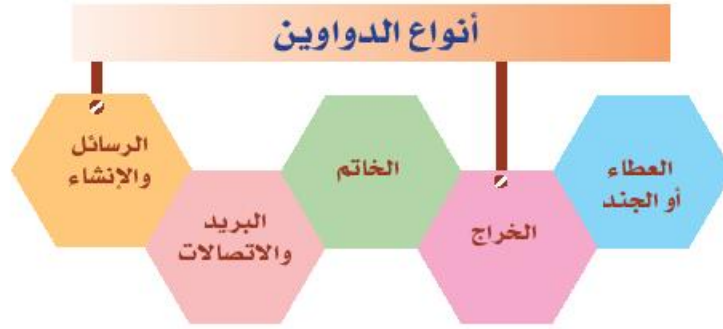 أنواع الدواوين
العطاء
أو الجند
الخراج
الخاتم
البريد
والاتصالات
الرسائل
والإنشاء